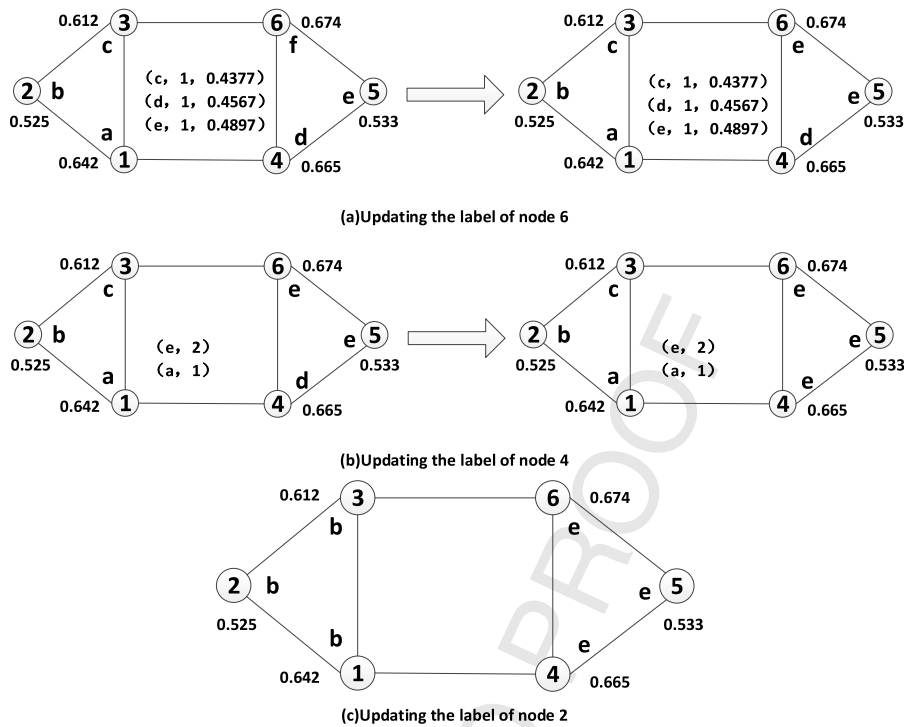 0.612 3 6 0.674 0.612 3 6 0.674
c f c e
(c, 1, 0.4377) (c, 1, 0.4377)
2 b (d, 1, 0.4567) e 5 2 b (d, 1, 0.4567) e 5
0.525 (e, 1, 0.4897) 0.533 0.525 (e, 1, 0.4897) 0.533
a d a d
0.642 1 4 0.665 0.642 1 4 0.665
(a)Updating the label of node 6
0.612 3 6 0.674 0.612 3 6 0.674
c e c e
2 b (e, 2) e 5 2 b (e, 2) e 5
0.525 (a, 1) 0.533 0.525 (a, 1) 0.533
a d a e
0.642 1 4 0.665 0.642 1 4 0.665
(b)Updating the label of node 4
0.612 3 6 0.674
b e
2 b e 5
0.525 0.533
b e
0.642 1 4 0.665
(c)Updating the label of node 2
PROOF